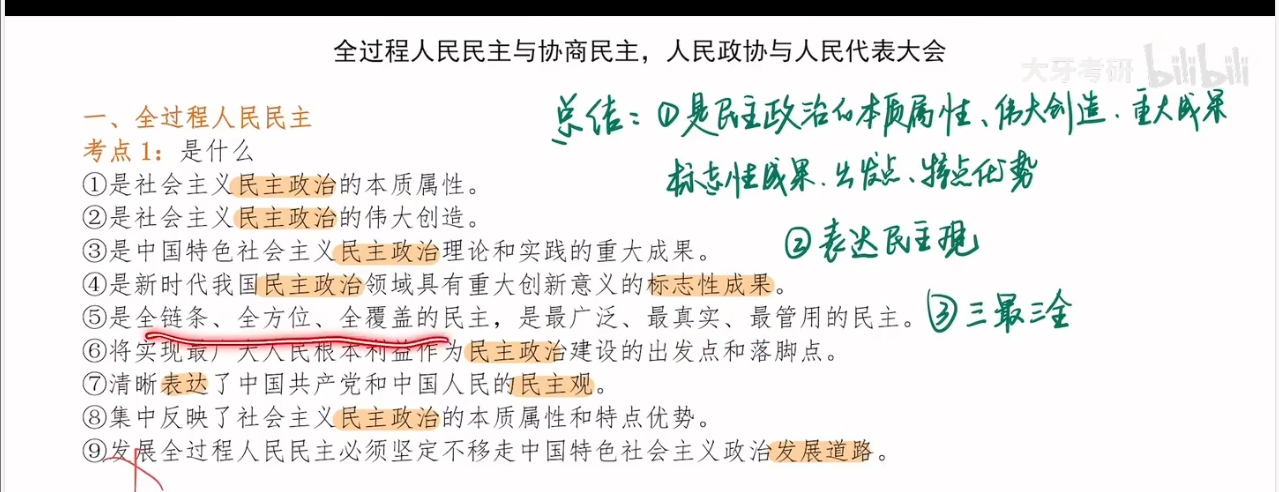 全过程人民民主与协商民主，人民政协与人民代表大会
大牙考研 bilibili
一、全过程人民民主
总结：①是民主政治的本质属性、伟大创造、重大成果
考点1：是什么
标志性成果、出发点、特点优势
①是社会主义民主政治的本质属性。
②是社会主义民主政治的伟大创造。
②表达民主观
③是中国特色社会主义民主政治理论和实践的重大成果。
④是新时代我国民主政治领域具有重大创新意义的标志性成果。
⑤是全链条、全方位、全覆盖的民主，是最广泛、最真实、最管用的民主。
③三最三全
⑥将实现最广大人民根本利益作为民主政治建设的出发点和落脚点。
⑦清晰表达了中国共产党和中国人民的民主观。
⑧集中反映了社会主义民主政治的本质属性和特点优势。
⑨发展全过程人民民主必须坚定不移走中国特色社会主义政治发展道路。